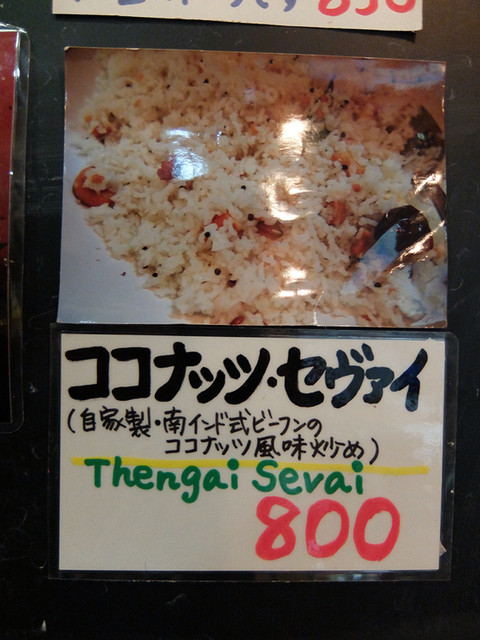 850
ココナッツ・セヴァイ
(自家製・南インド式ビーフンの
ココナッツ風味炒め)
Thengai Sevai
800